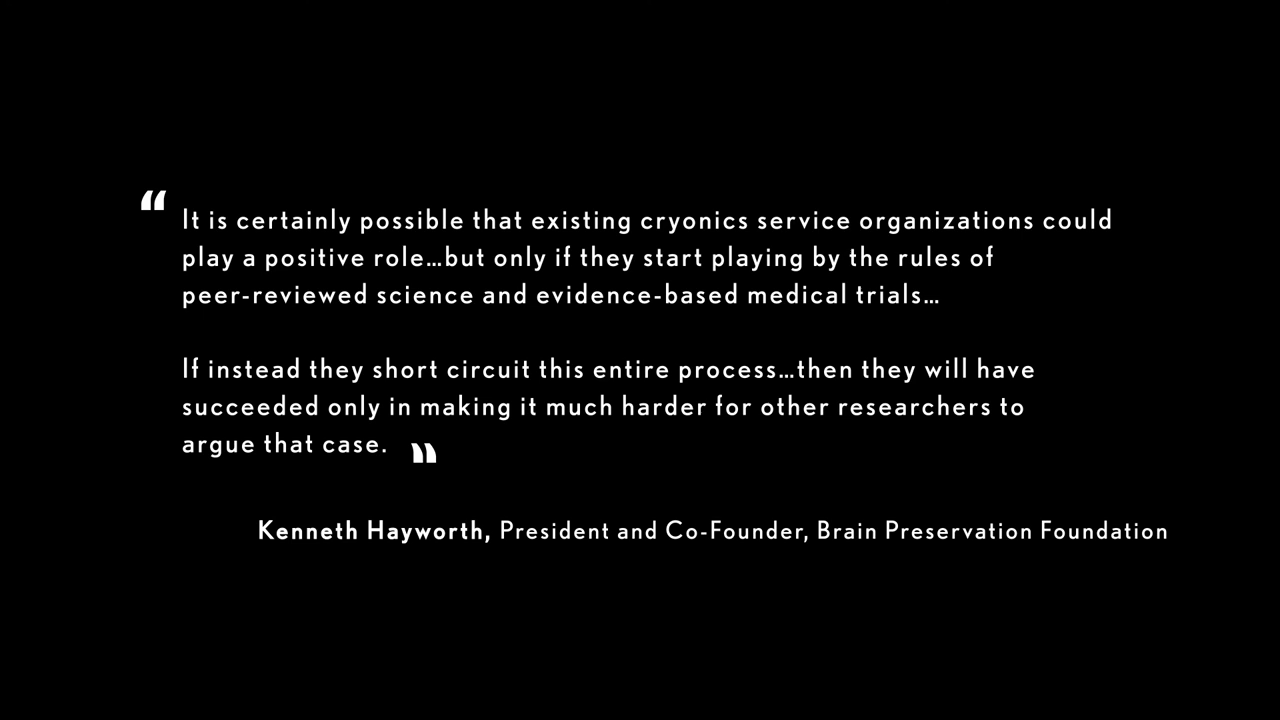 “It is certainly possible that existing cryonics service organizations could
play a positive role...but only if they start playing by the rules of
peer-reviewed science and evidence-based medical trials...
If instead they short circuit this entire process...then they will have
succeeded only in making it much harder for other researchers to
argue that case.”
Kenneth Hayworth, President and Co-Founder, Brain Preservation Foundation